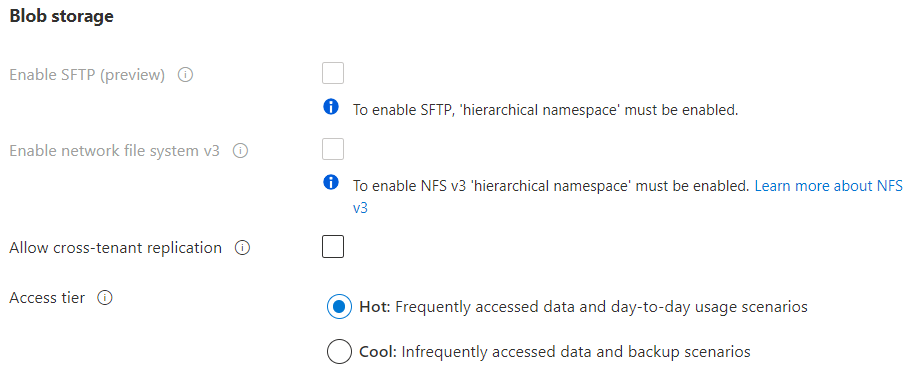 Blob storage
Enable SFTP (preview)
To enable SFTP, 'hierarchical namespace' must be enabled.
Enable network file system v3
To enable NFS v3 'hierarchical namespace' must be enabled. Learn more about NFS
v3
Allow cross-tenant replication
Access tier
Hot: Frequently accessed data and day-to-day usage scenarios
Cool: Infrequently accessed data and backup scenarios